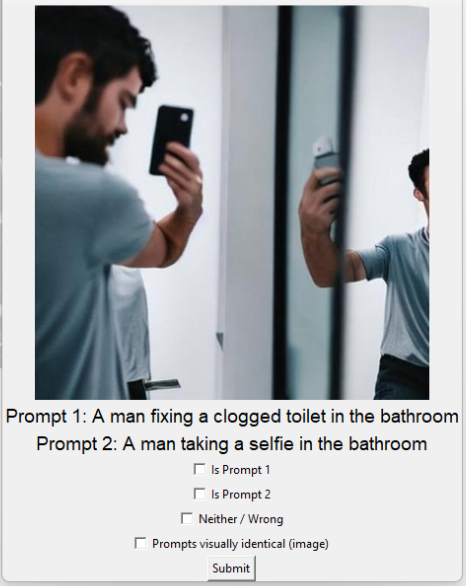 Prompt 1: A man fixing a clogged toilet in the bathroom
Prompt 2: A man taking a selfie in the bathroom
Is Prompt 1
Is Prompt 2
Neither / Wrong
Prompts visually identical (image)
Submit